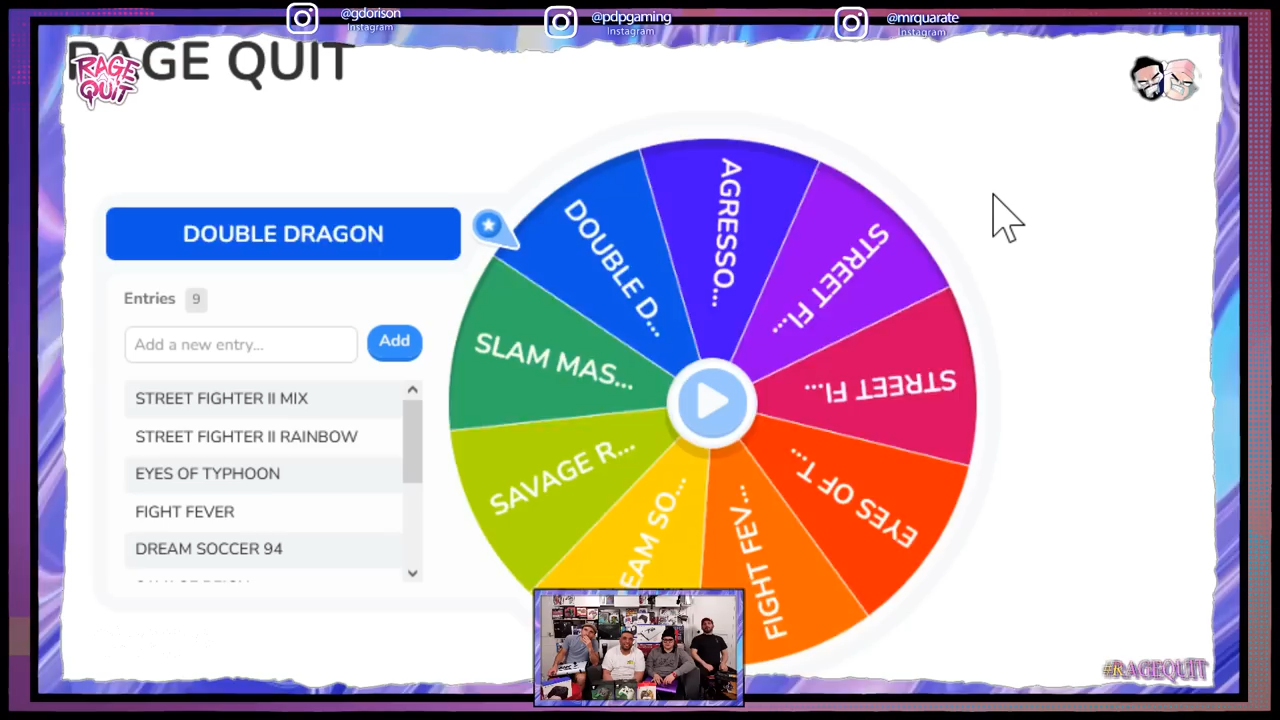 @gdorison
Instagram
@pdpgaming
Instagram
@mrquarate
Instagram
RAGE QUIT
RAGE
QUIT
DOUBLE DRAGON
Entries 9
Add a new entry...
Add
STREET FIGHTER II MIX
STREET FIGHTER II RAINBOW
EYES OF TYPHOON
FIGHT FEVER
DREAM SOCCER 94
AGRESSO...
STREET FI...
STREET FI...
EYES OF T...
FIGHT FEV...
EAM SO...
SAVAGE R...
SLAM MAS...
DOUBLE D...
#RAGEQUIT